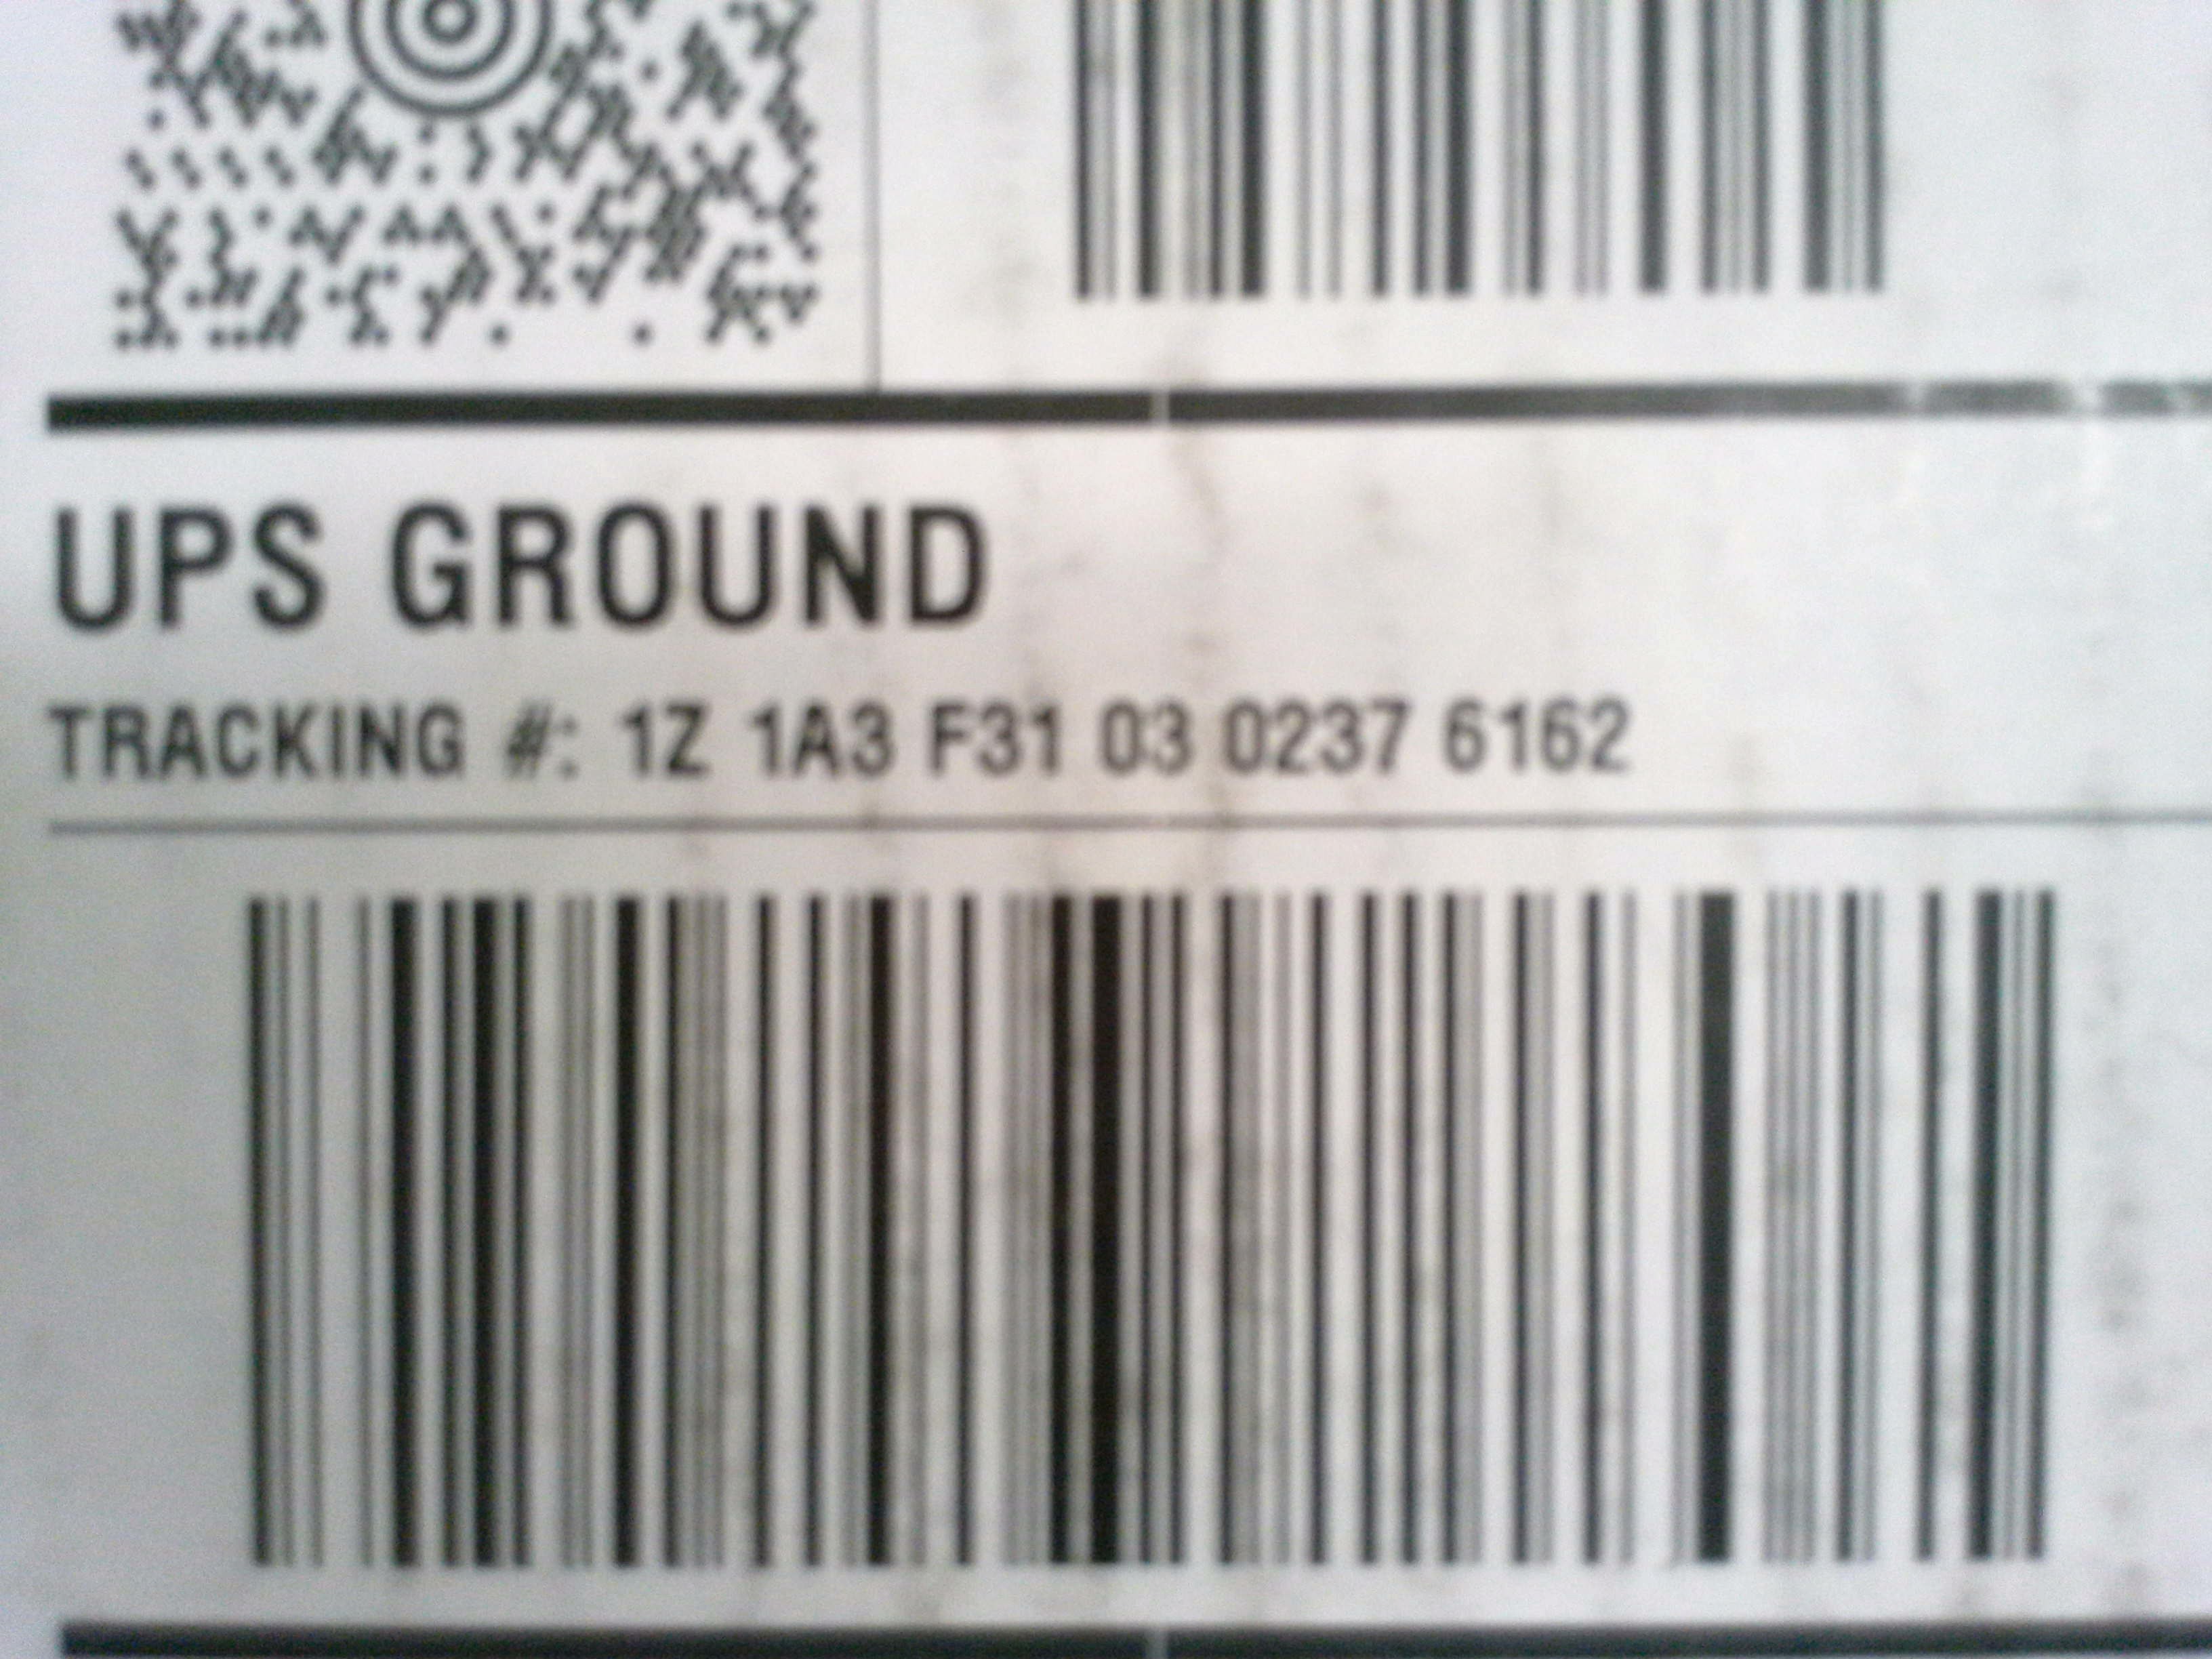 UPS GROUND
TRACKING #: 1Z 1A3 F31 03 0237 6162